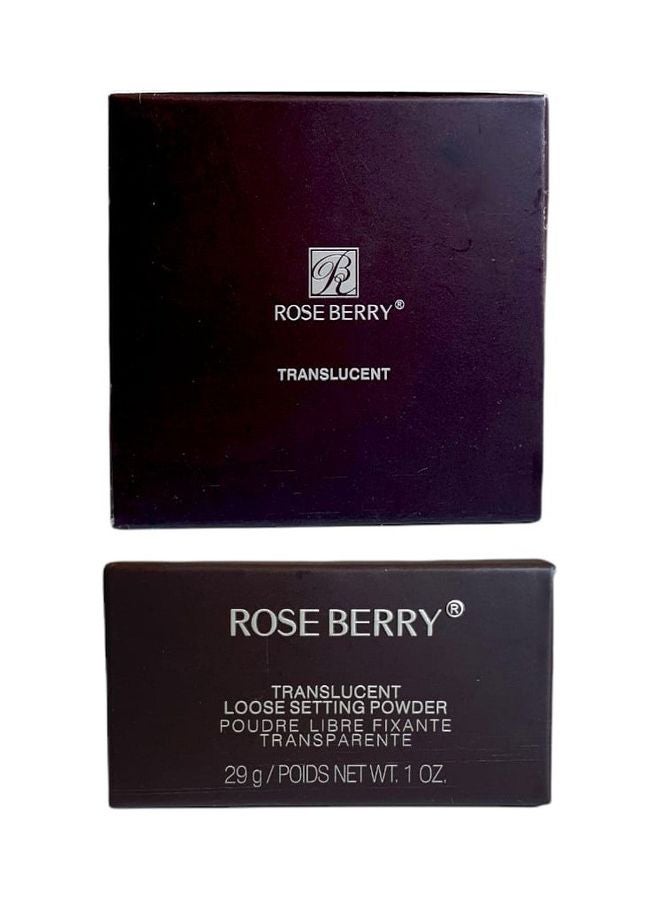 R
ROSE BERRY®
TRANSLUCENT
ROSE BERRY®
TRANSLUCENT
LOOSE SETTING POWDER
POUDRE LIBRE FIXANTE
TRANSPARENTE
29 g / POIDS NET WT. 1 OZ.